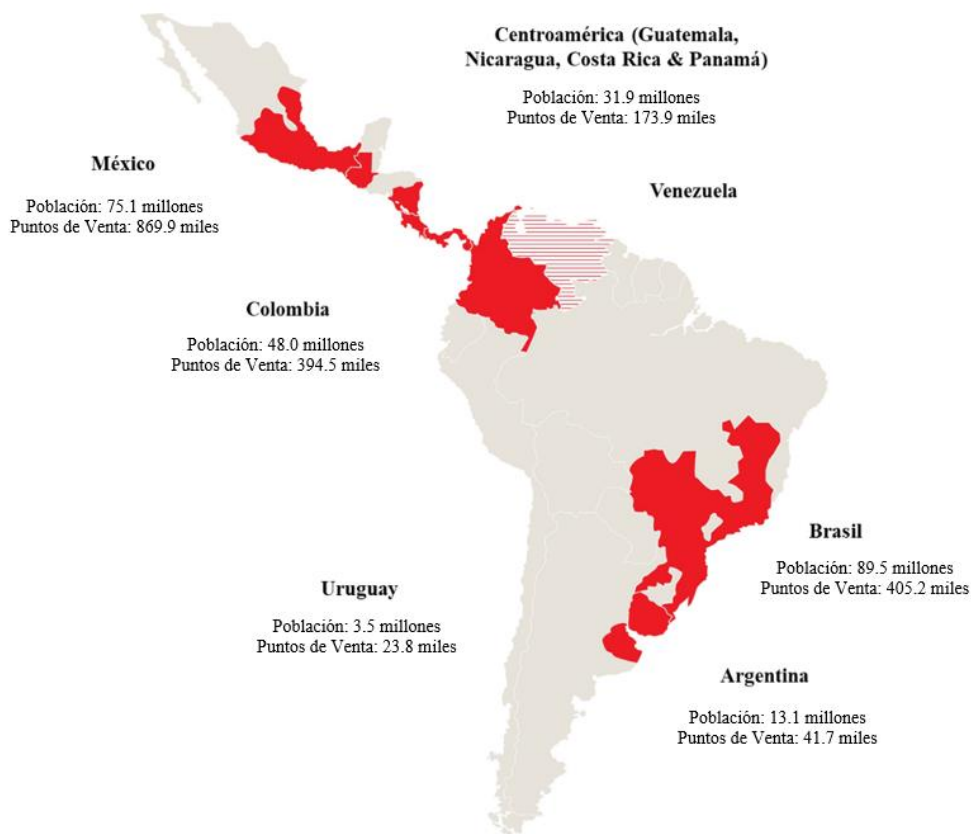 Centroamérica (Guatemala,
Nicaragua, Costa Rica & Panamá)
Población: 31.9 millones
Puntos de Venta: 173.9 miles
México
Población: 75.1 millones
Puntos de Venta: 869.9 miles
Venezuela
Colombia
Población: 48.0 millones
Puntos de Venta: 394.5 miles
Brasil
Población: 89.5 millones
Puntos de Venta: 405.2 miles
Uruguay
Población: 3.5 millones
Puntos de Venta: 23.8 miles
Argentina
Población: 13.1 millones
Puntos de Venta: 41.7 miles